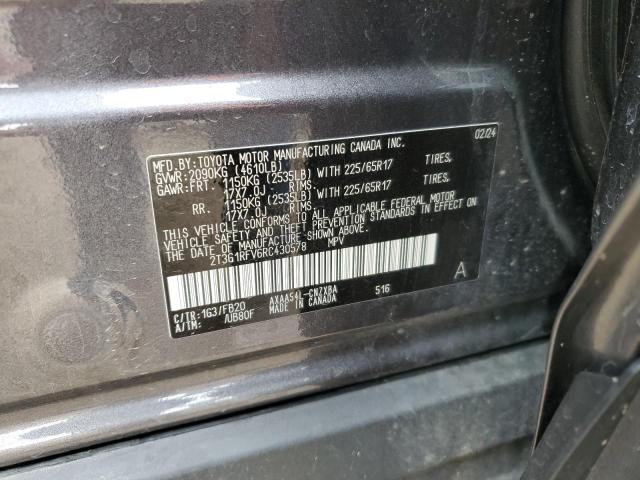 MFD.BY:TOYOTA MOTOR MANUFACTURING CANADA INC. 02/24
GVWR:2090KG (4610LB)
GAWR:FRT. 1150KG (2535LB) WITH 225/65R17 TIRES.
17X7.0J RIMS.
RR. 1150KG (2535LB) WITH 225/65R17 TIRES.
17X7.0J RIMS.
THIS VEHICLE CONFORMS TO ALL APPLICABLE FEDERAL MOTOR
VEHICLE SAFETY AND THEFT PREVENTION STANDARDS IN EFFECT ON
THE DATE OF MANUFACTURE SHOWN ABOVE.
2T3G1RFV6RC430578 MPV
A
C/TR:1G3/FB20 AXAA54L-CNZXBA 516
A/TM: /UB80F MADE IN CANADA